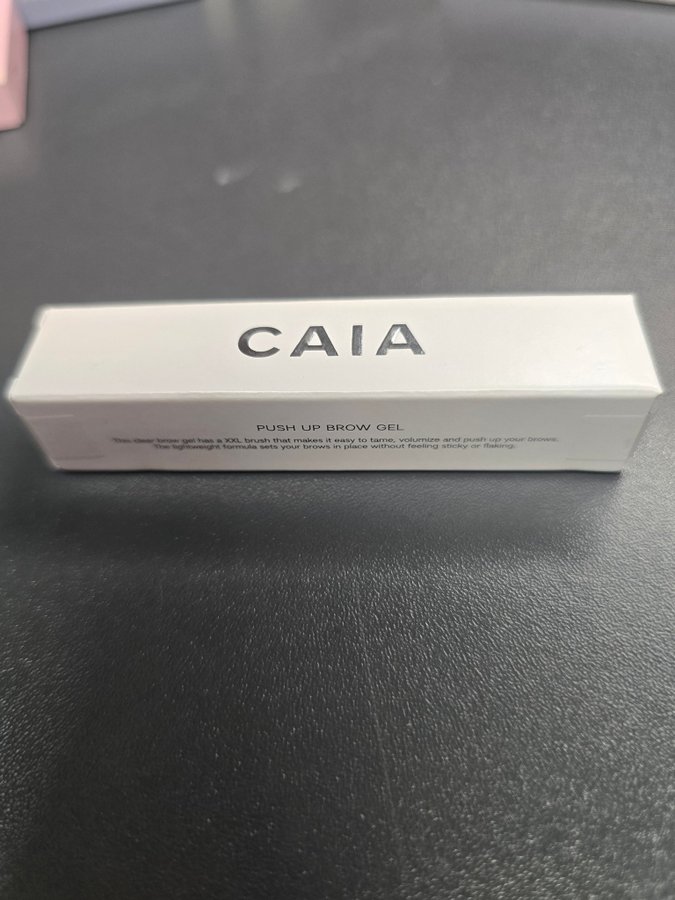 CAIA
PUSH UP BROW GEL
This clear brow gel has a XXL brush that makes it easy to tame, volumize and push up your brows.
The lightweight formula sets your brows in place without feeling sticky or flaking.